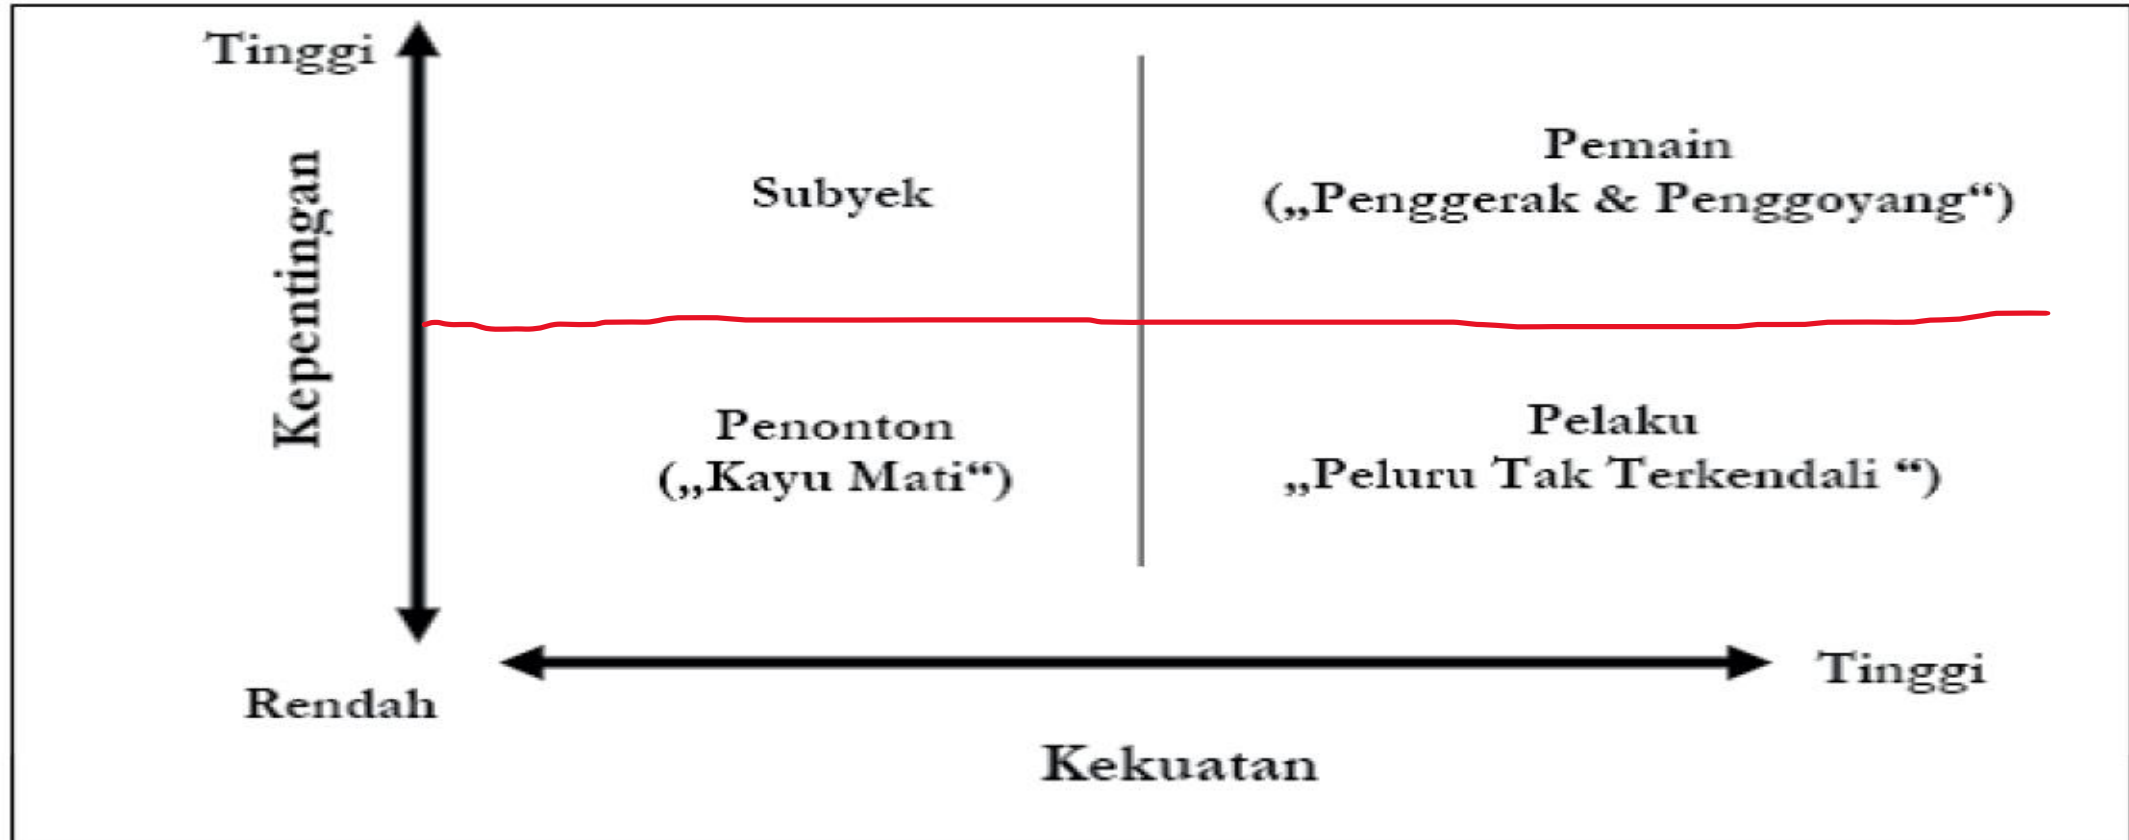 Tinggi
Kepentingan
Subyek
Pemain
(„Penggerak & Penggoyang“)
Penonton
(„Kayu Mati“)
Pelaku
„Peluru Tak Terkendali “)
Rendah
Tinggi
Kekuatan